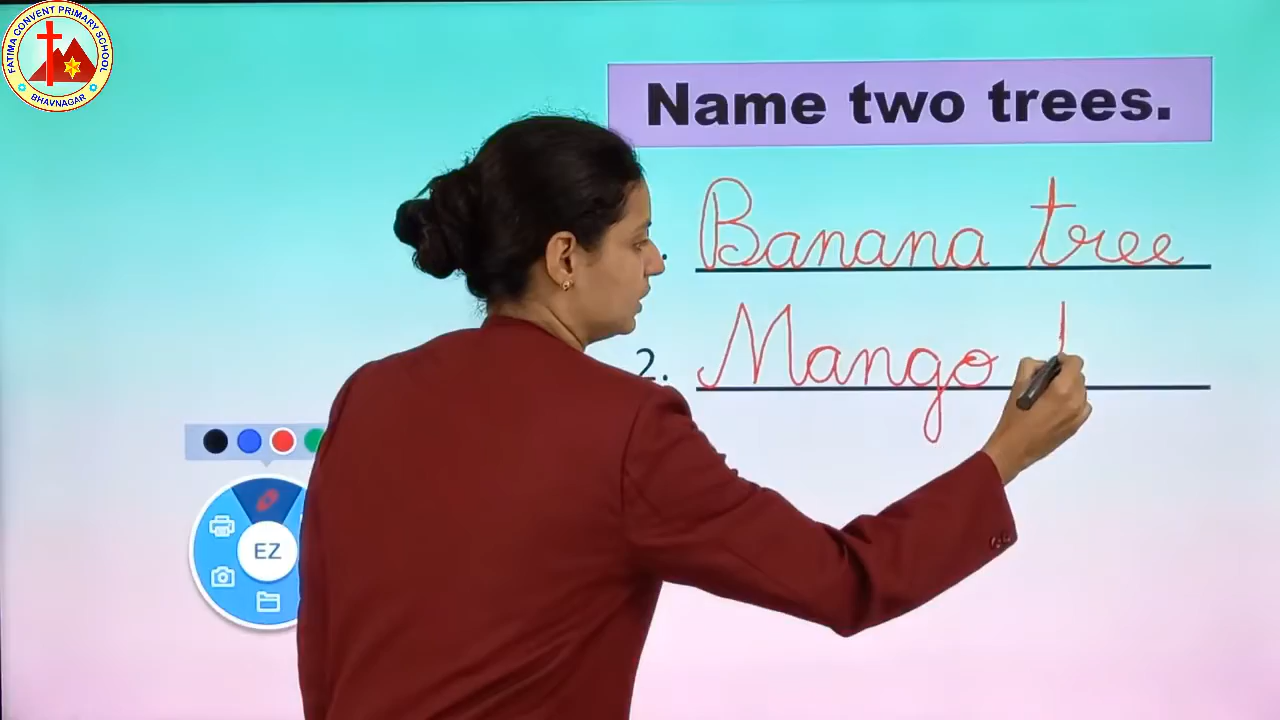 FATIMA CONVENT PRIMARY SCHOOL
BHAVNAGAR
Name two trees.
Banana tree
2. Mango
EZ